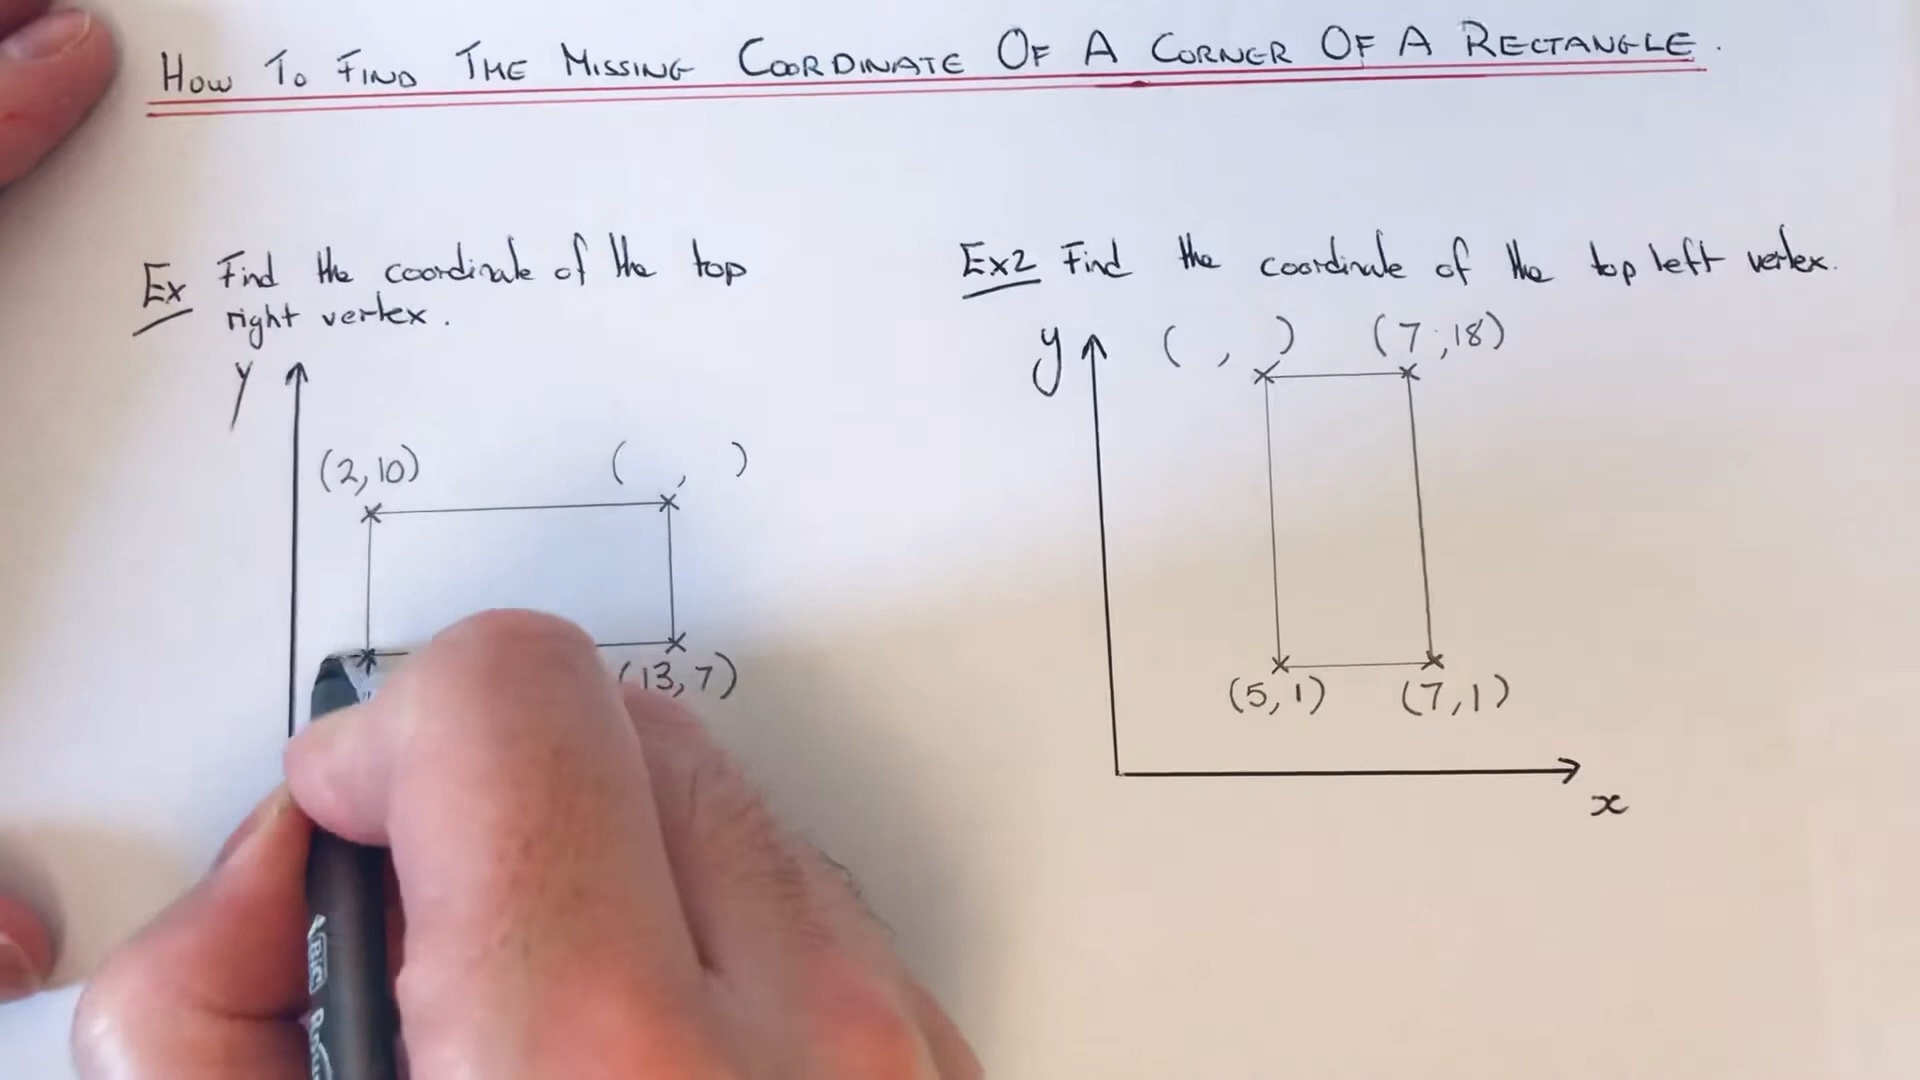 How To Find The Missing Coordinate Of A Corner Of A Rectangle.
Ex Find the coordinate of the top
right vertex.
y
(2,10) ( , )
(13,7)
Ex2 Find the coordinate of the top left vertex.
y ( , ) (7,18)
(5,1) (7,1)
x
BIC